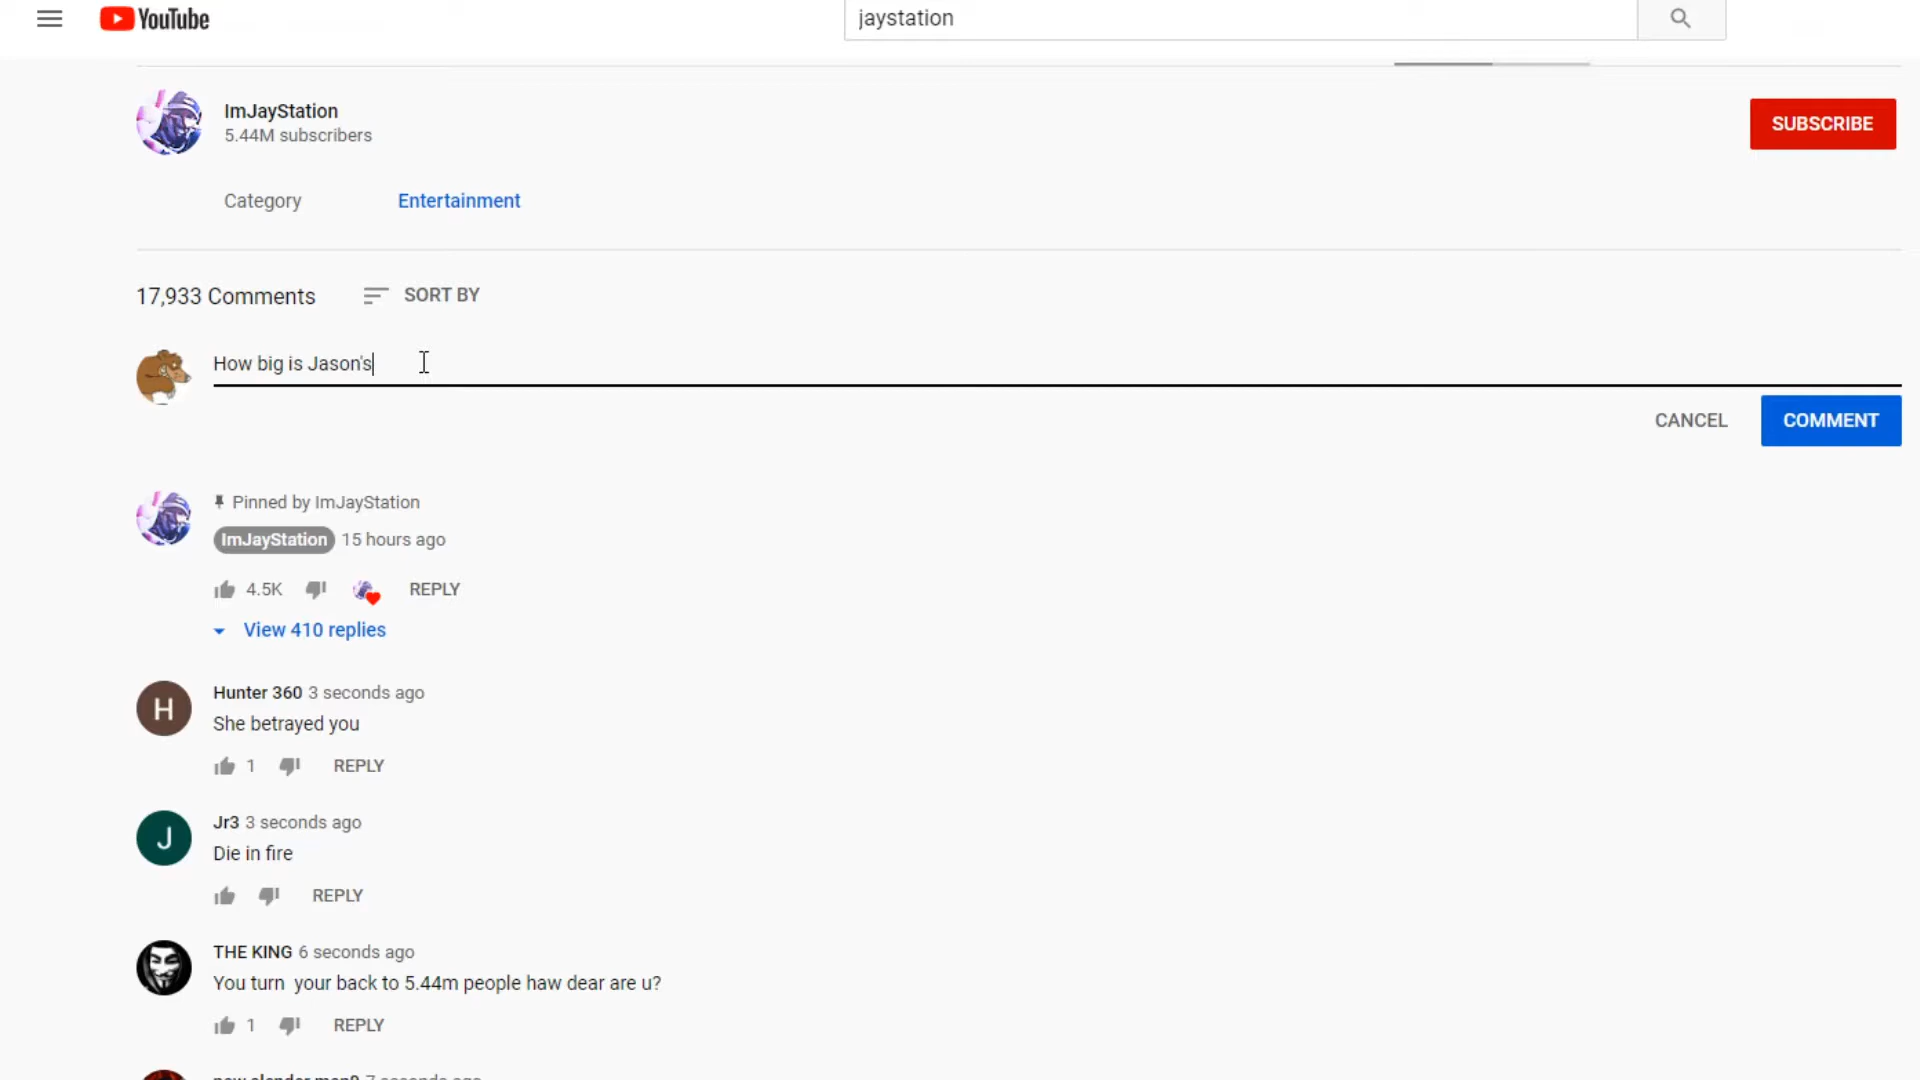 YouTube
jaystation
ImJayStation
5.44M subscribers
SUBSCRIBE
Category Entertainment
17,933 Comments SORT BY
How big is Jason's
CANCEL COMMENT
Pinned by ImJayStation
ImJayStation 15 hours ago
4.5K REPLY
View 410 replies
H
Hunter 360 3 seconds ago
She betrayed you
1 REPLY
J
Jr3 3 seconds ago
Die in fire
REPLY
THE KING 6 seconds ago
You turn  your back to 5.44m people haw dear are u?
1 REPLY
7 seconds ago